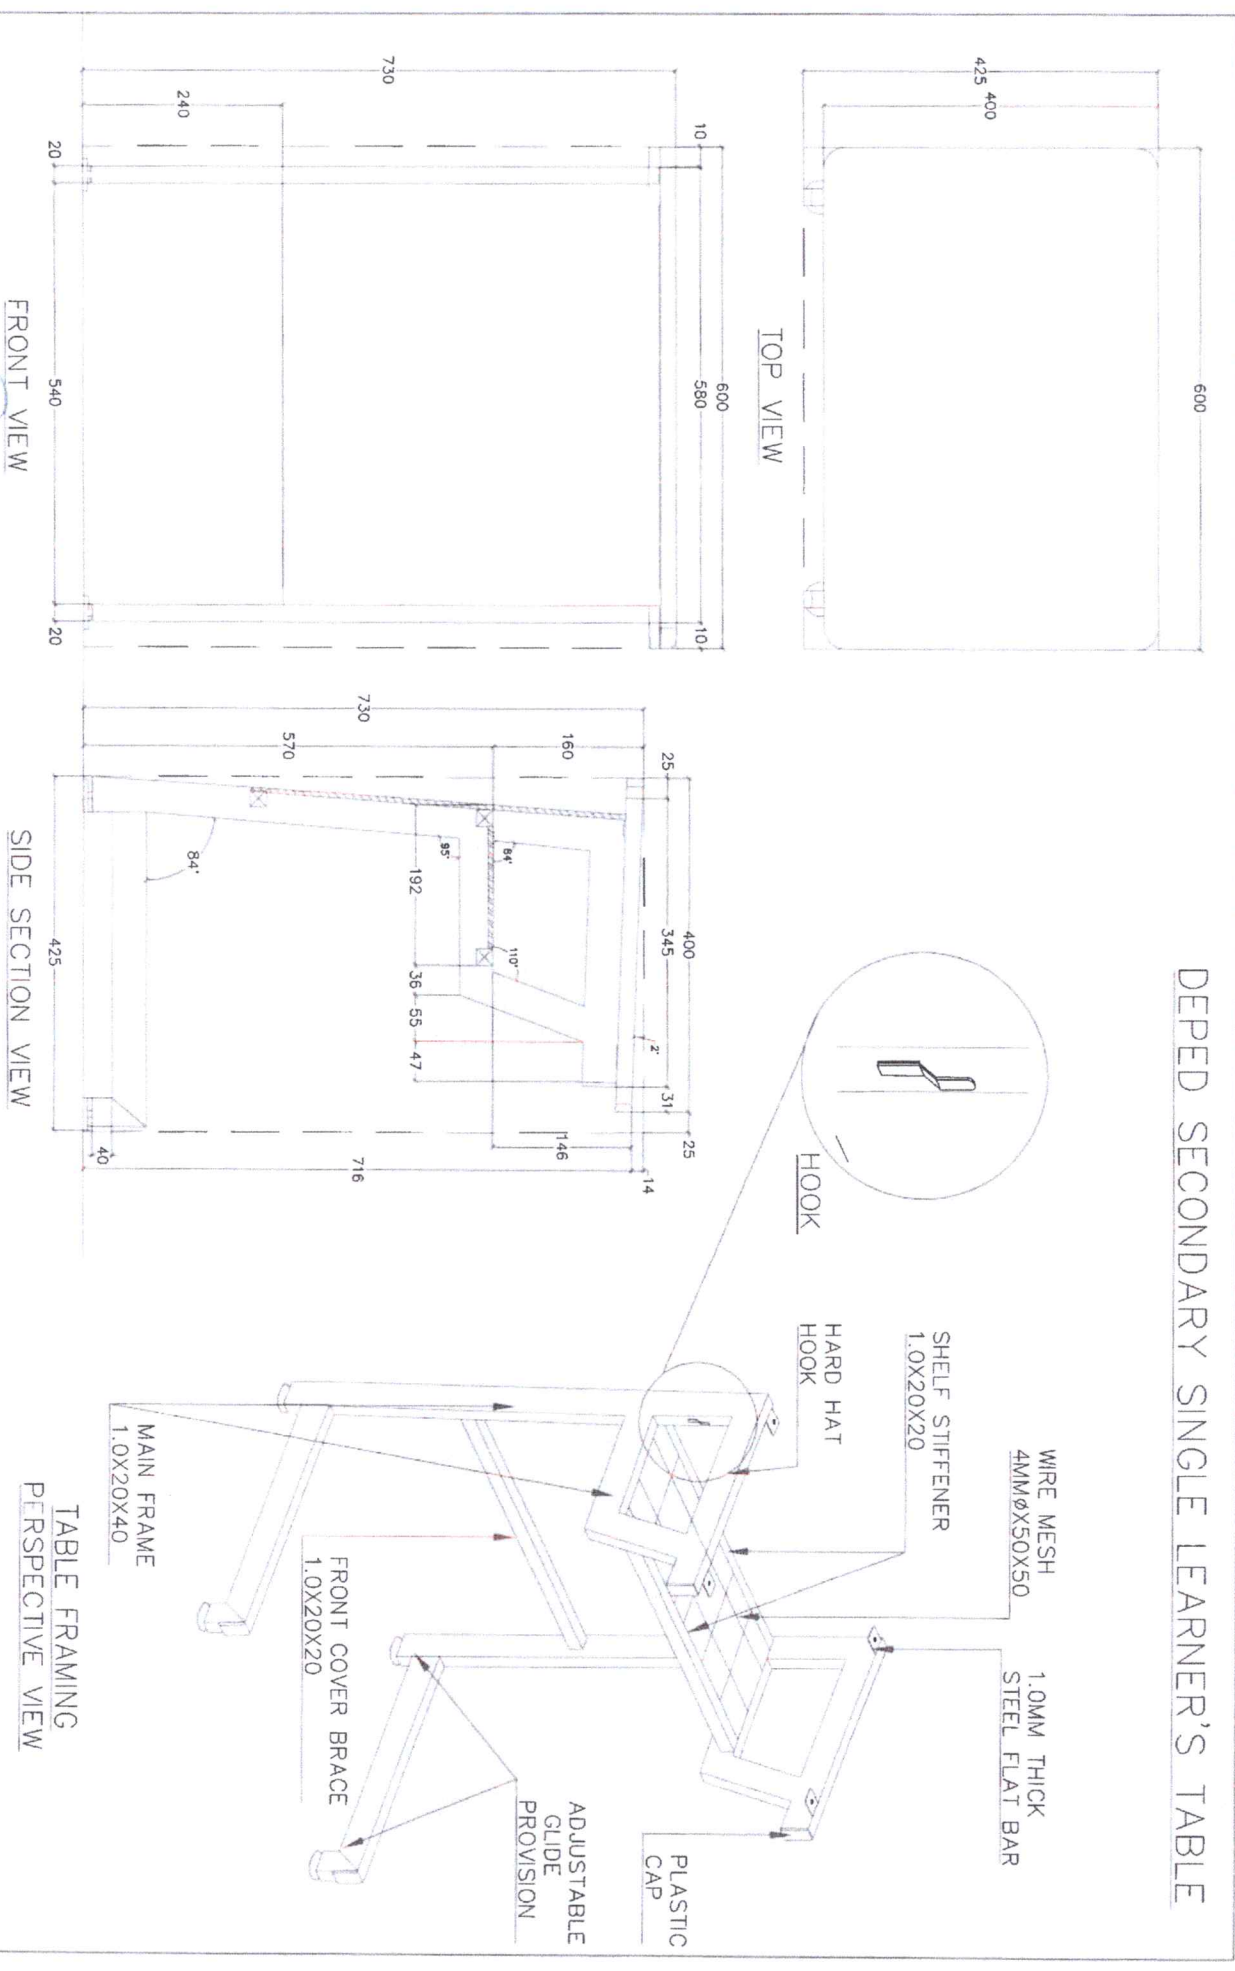 DEPED SECONDARY SINGLE LEARNER'S TABLE
600
425
400
TOP VIEW
600
580
10
10
730
240
20
540
20
FRONT VIEW
400
25
345
31
25
2'
14
160
730
570
84'
110'
95'
192
36
55
47
146
716
84'
40
425
SIDE SECTION VIEW
HOOK
HARD HAT
HOOK
SHELF STIFFENER
1.0X20X20
WIRE MESH
4MMØX50X50
1.0MM THICK
STEEL FLAT BAR
PLASTIC
CAP
ADJUSTABLE
GLIDE
PROVISION
FRONT COVER BRACE
1.0X20X20
MAIN FRAME
1.0X20X40
TABLE FRAMING
PERSPECTIVE VIEW